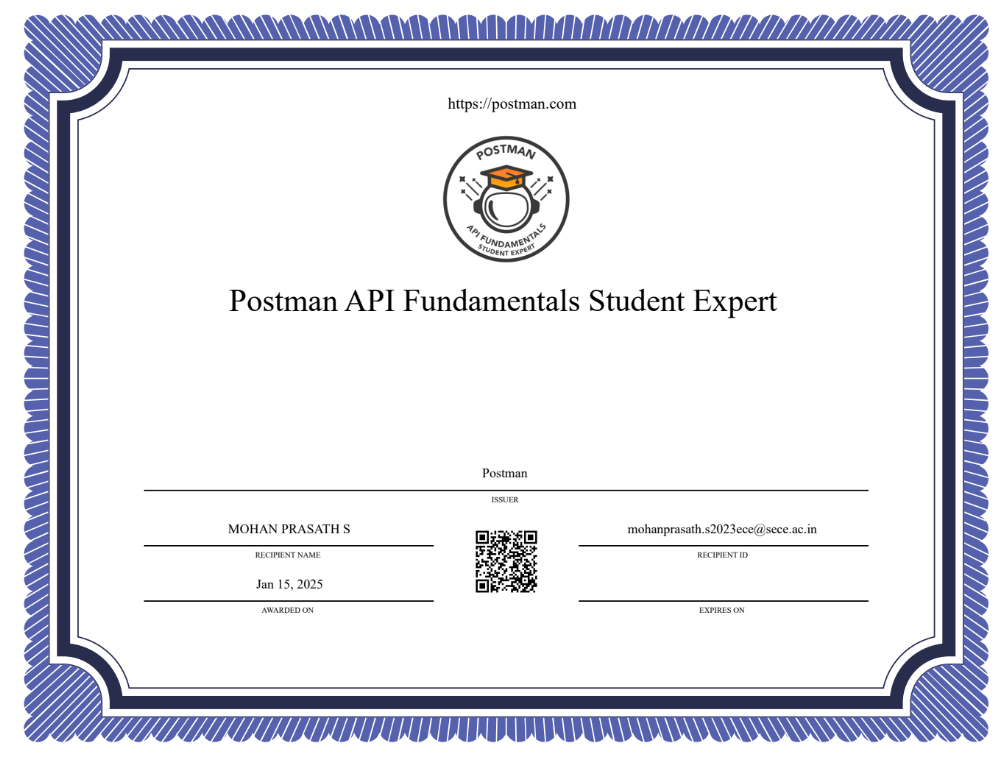 https://postman.com
POSTMAN
API FUNDAMENTALS
STUDENT EXPERT
Postman API Fundamentals Student Expert
Postman
ISSUER
MOHAN PRASATH S
mohanprasath.s2023ece@sece.ac.in
RECIPIENT NAME
RECIPIENT ID
Jan 15, 2025
AWARDED ON
EXPIRES ON